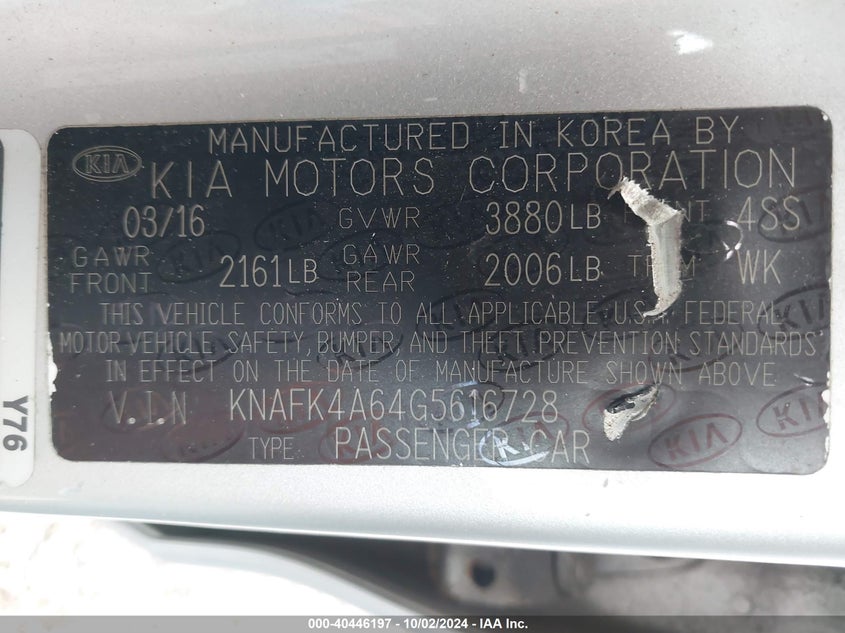 MANUFACTURED IN KOREA BY
KIA KIA MOTORS CORPORATION
03/16 GVWR 3880LB 4SS
GAWR FRONT 2161LB GAWR REAR 2006LB WK
THIS VEHICLE CONFORMS TO ALL APPLICABLE U.S.A. FEDERAL
MOTOR VEHICLE SAFETY, BUMPER, AND THEFT PREVENTION STANDARDS
IN EFFECT ON THE DATE OF MANUFACTURE SHOWN ABOVE
V.I.N KNAFK4A64G5616728
TYPE PASSENGER CAR
Y76
000-40446197 - 10/02/2024 - IAA Inc.